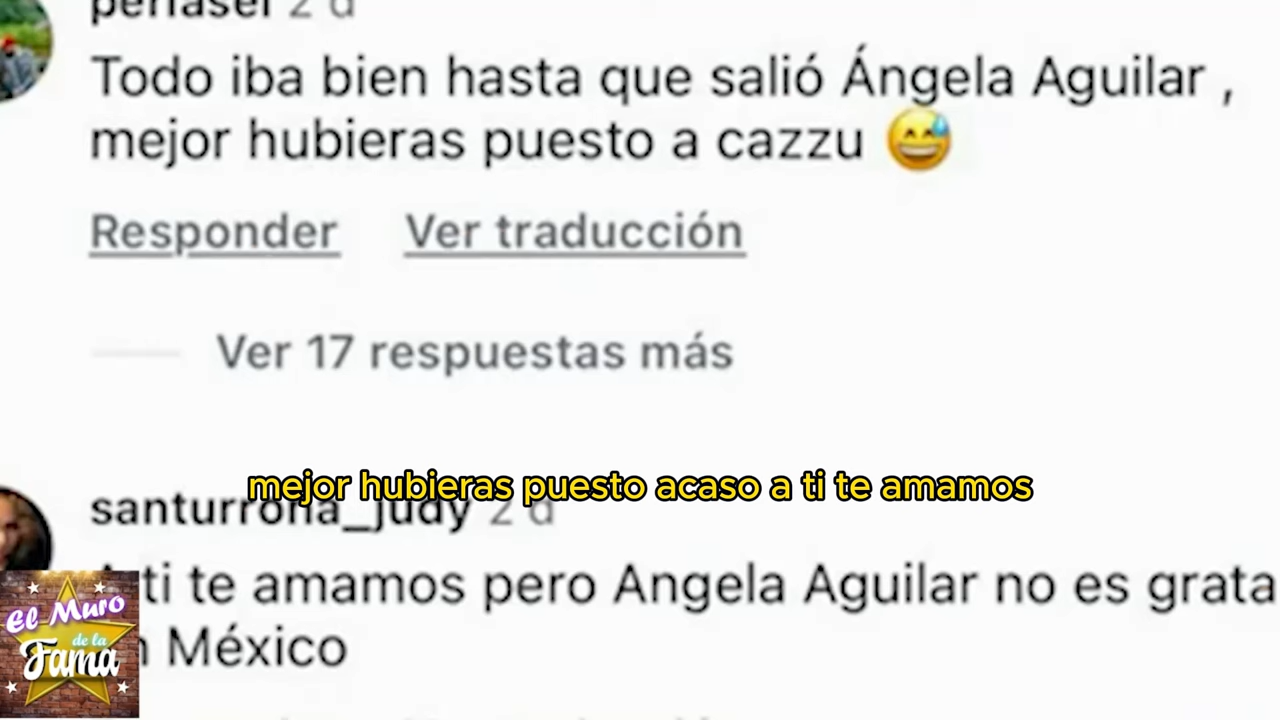 2 d
Todo iba bien hasta que salió Ángela Aguilar ,
mejor hubieras puesto a cazzu 😅
Responder Ver traducción
Ver 17 respuestas más
mejor hubieras puesto acaso a ti te amamos
santurrona_judy 2 d
ti te amamos pero Angela Aguilar no es grata
México
El Muro
de la
Fama